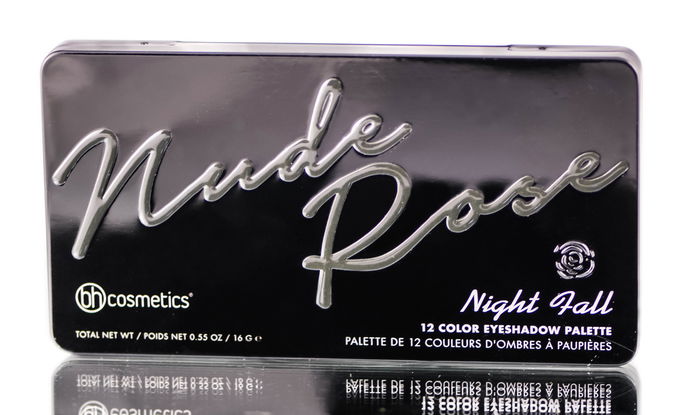 Nude
Rose
bh cosmetics®
Night Fall
12 COLOR EYESHADOW PALETTE
TOTAL NET WT / POIDS NET 0.55 OZ / 16 G ℮
PALETTE DE 12 COULEURS D'OMBRES À PAUPIÈRES